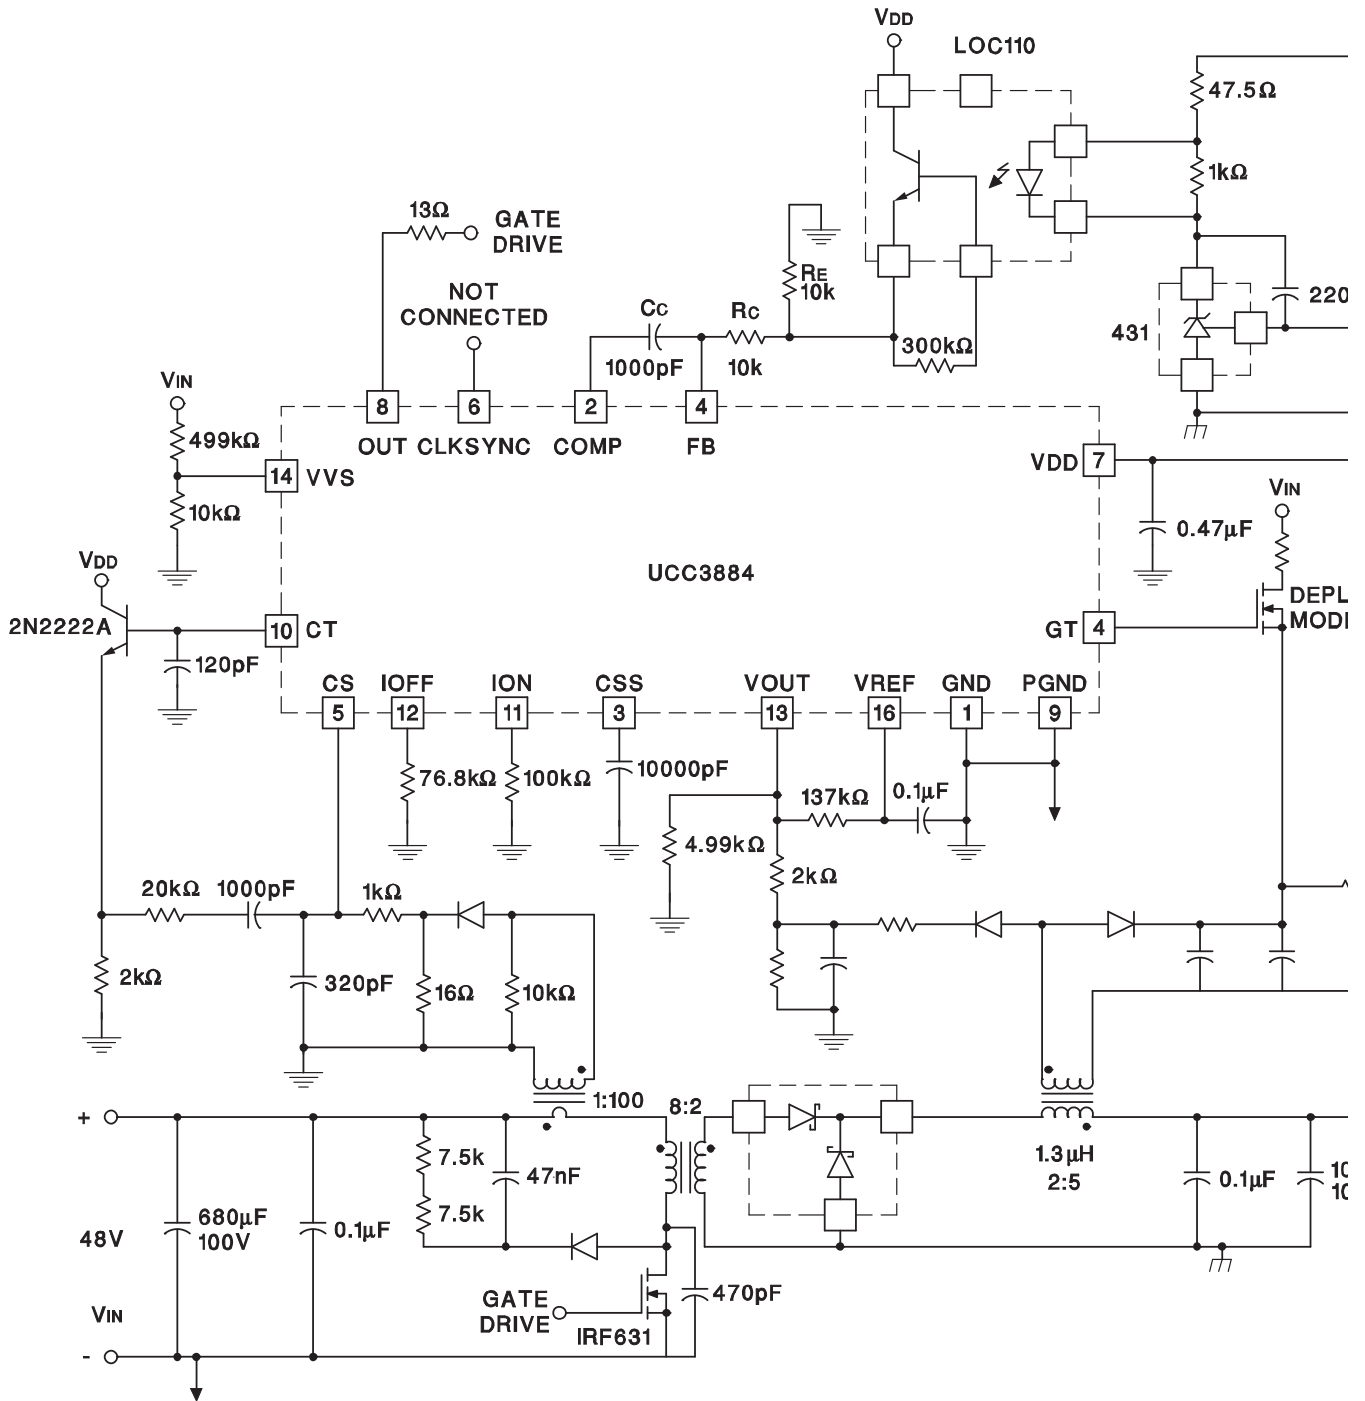 VDD
LOC110
47.5Ω
1kΩ
13Ω
GATE
DRIVE
NOT
CONNECTED
RE
10k
CC
1000pF
RC
10k
300kΩ
431
220
VIN
499kΩ
10kΩ
8
6
2
4
OUT
CLKSYNC
COMP
FB
14
VVS
VDD
7
VIN
0.47µF
UCC3884
VDD
2N2222A
10
CT
120pF
GT
4
DEPL
MODE
CS
IOFF
ION
CSS
VOUT
VREF
GND
PGND
5
12
11
3
13
16
1
9
76.8kΩ
100kΩ
10000pF
137kΩ
0.1µF
4.99kΩ
2kΩ
20kΩ
1000pF
1kΩ
2kΩ
320pF
16Ω
10kΩ
1:100
8:2
+
7.5k
47nF
7.5k
1.3µH
2:5
0.1µF
10
10
48V
680µF
100V
0.1µF
VIN
-
GATE
DRIVE
IRF631
470pF